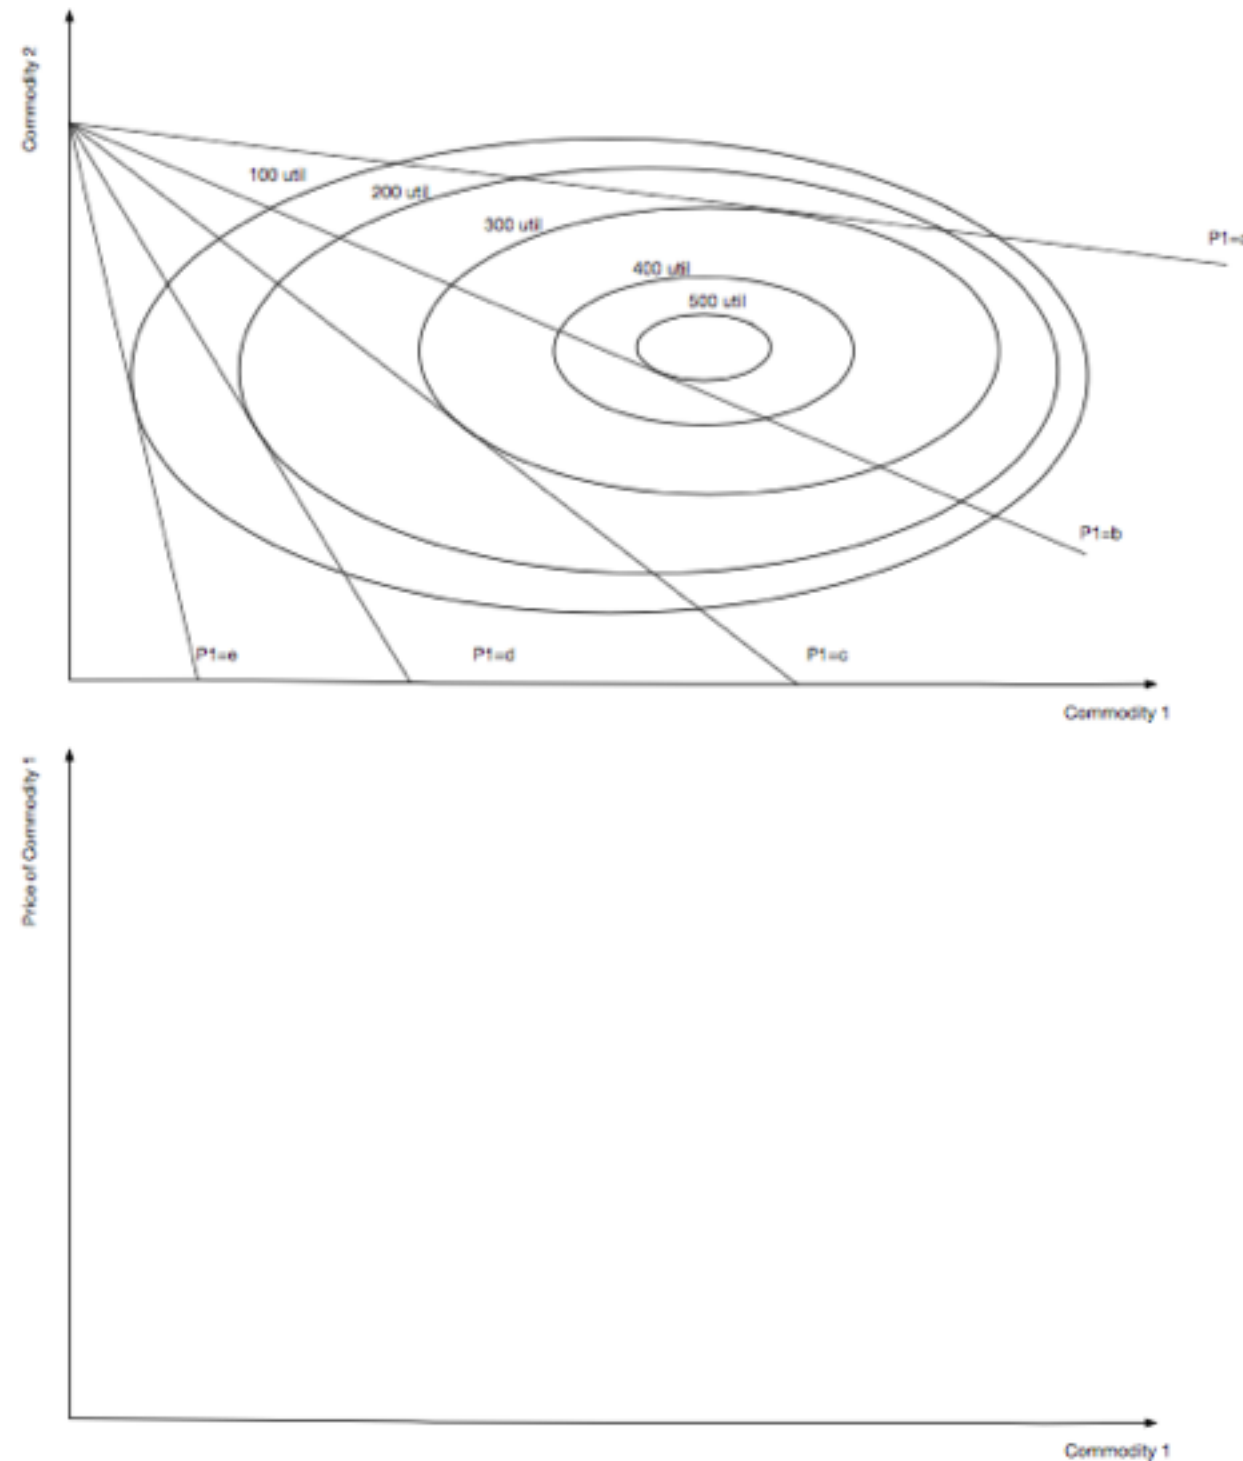 Commodity 2
100 util
200 util
300 util
400 util
500 util
P1=b
P1=e
P1=d
P1=c
Commodity 1
Price of Commodity 1
Commodity 1